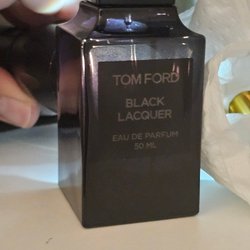 TOM FORD
BLACK
LACQUER
EAU DE PARFUM
50 ML